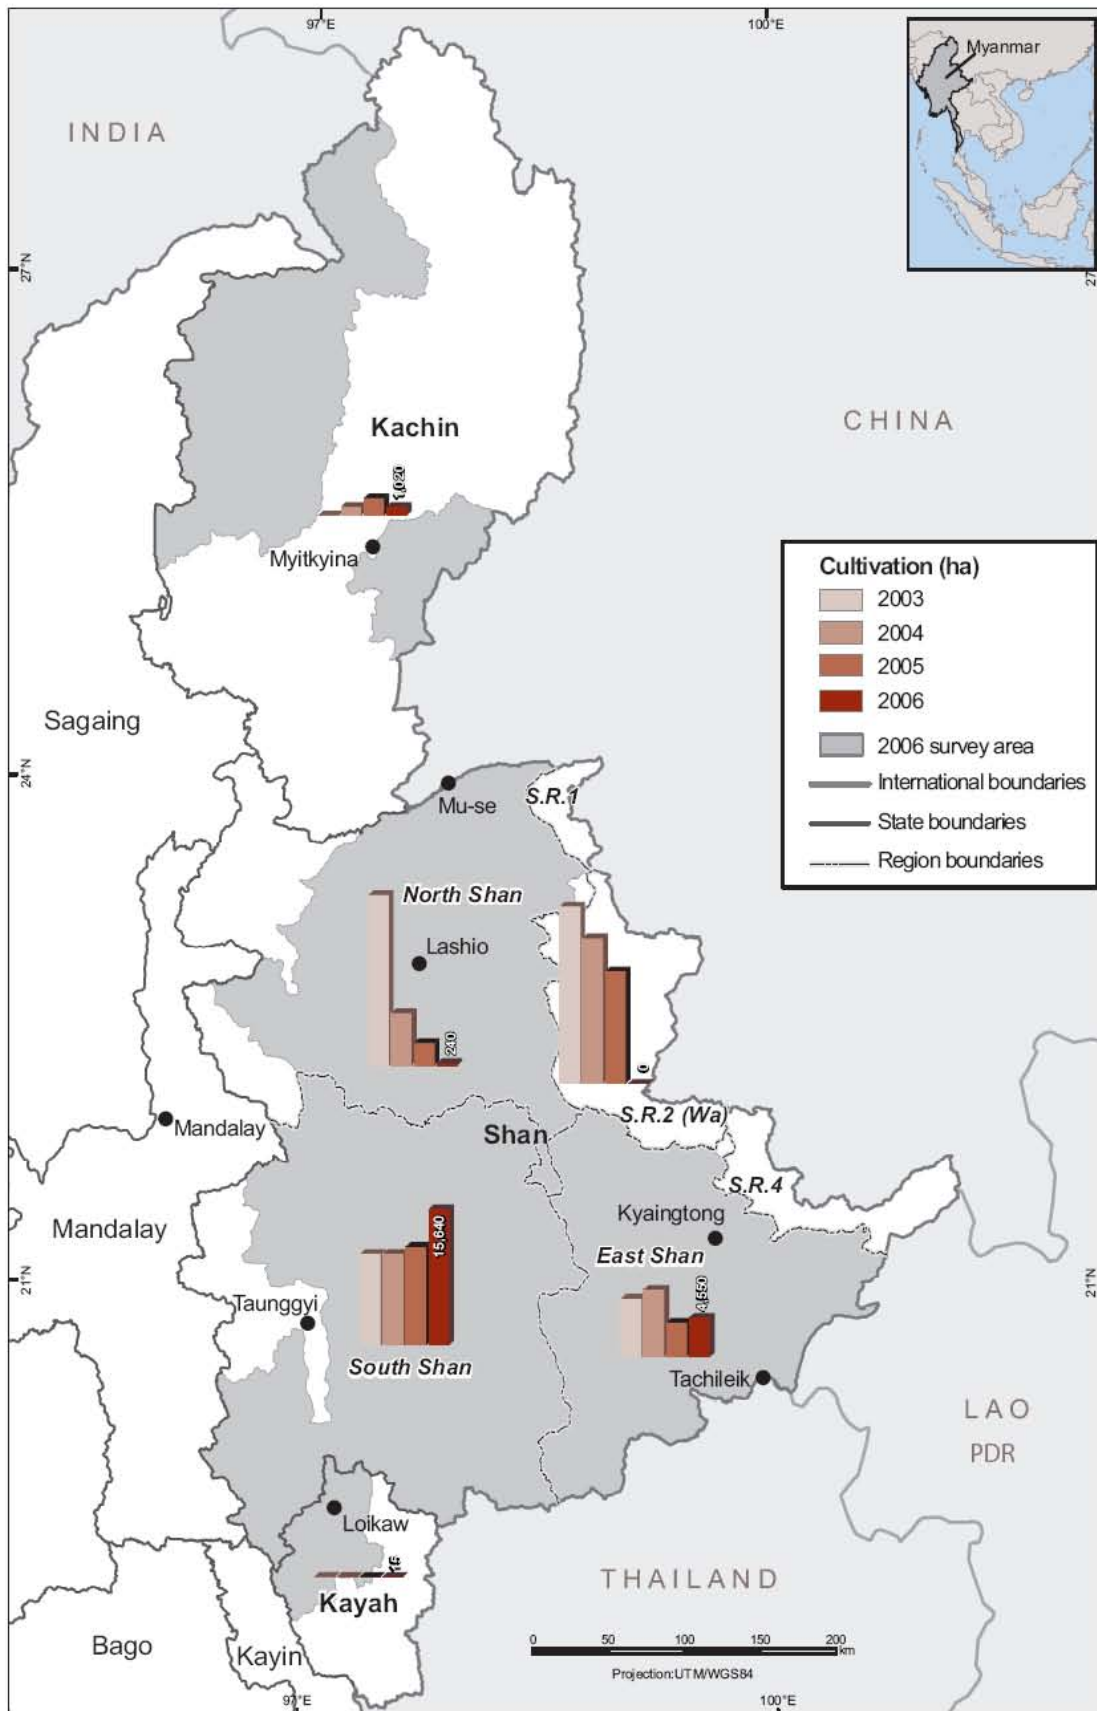 97°E
100°E
Myanmar
INDIA
27°N
27
Kachin
CHINA
1,020
Myitkyina
Cultivation (ha)
2003
2004
2005
2006
2006 survey area
International boundaries
State boundaries
Region boundaries
Sagaing
24°N
Mu-se
S.R.1
North Shan
Lashio
240
0
S.R.2 (Wa)
Mandalay
Shan
S.R.4
Mandalay
Kyaingtong
15,640
East Shan
21°N
21°N
Taunggyi
4,550
South Shan
Tachileik
LAO
PDR
Loikaw
THAILAND
Kayah
Bago
Kayin
0 50 100 150 200
km
Projection:UTM/WGS84
97°E
100°E